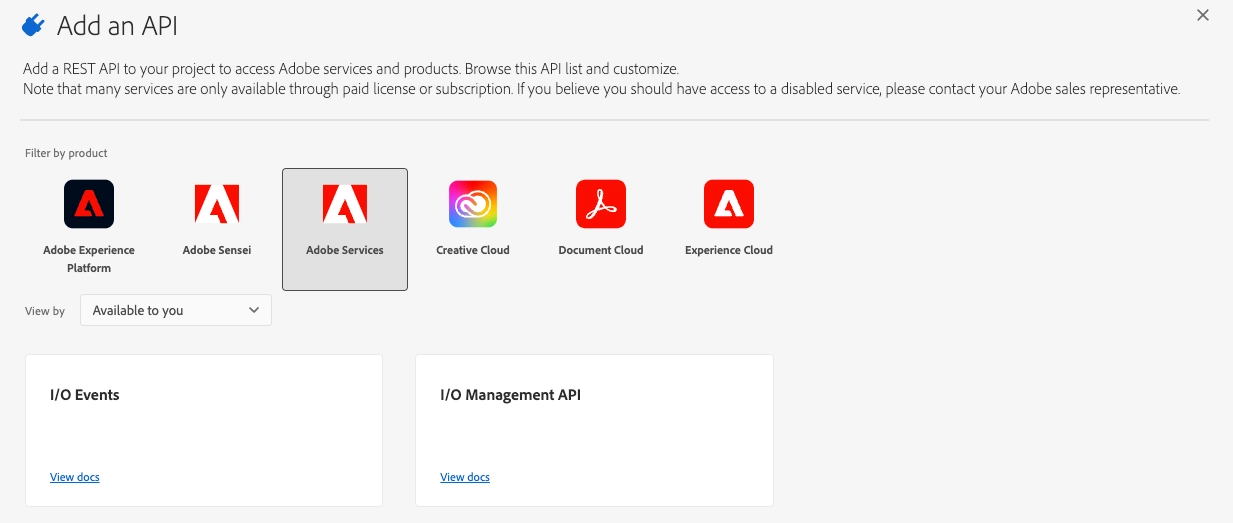 Add an API
Add a REST API to your project to access Adobe services and products. Browse this API list and customize.
Note that many services are only available through paid license or subscription. If you believe you should have access to a disabled service, please contact your Adobe sales representative.
Filter by product
Adobe Experience
Platform
Adobe Sensei
Adobe Services
Creative Cloud
Document Cloud
Experience Cloud
View by
Available to you
I/O Events
View docs
I/O Management API
View docs